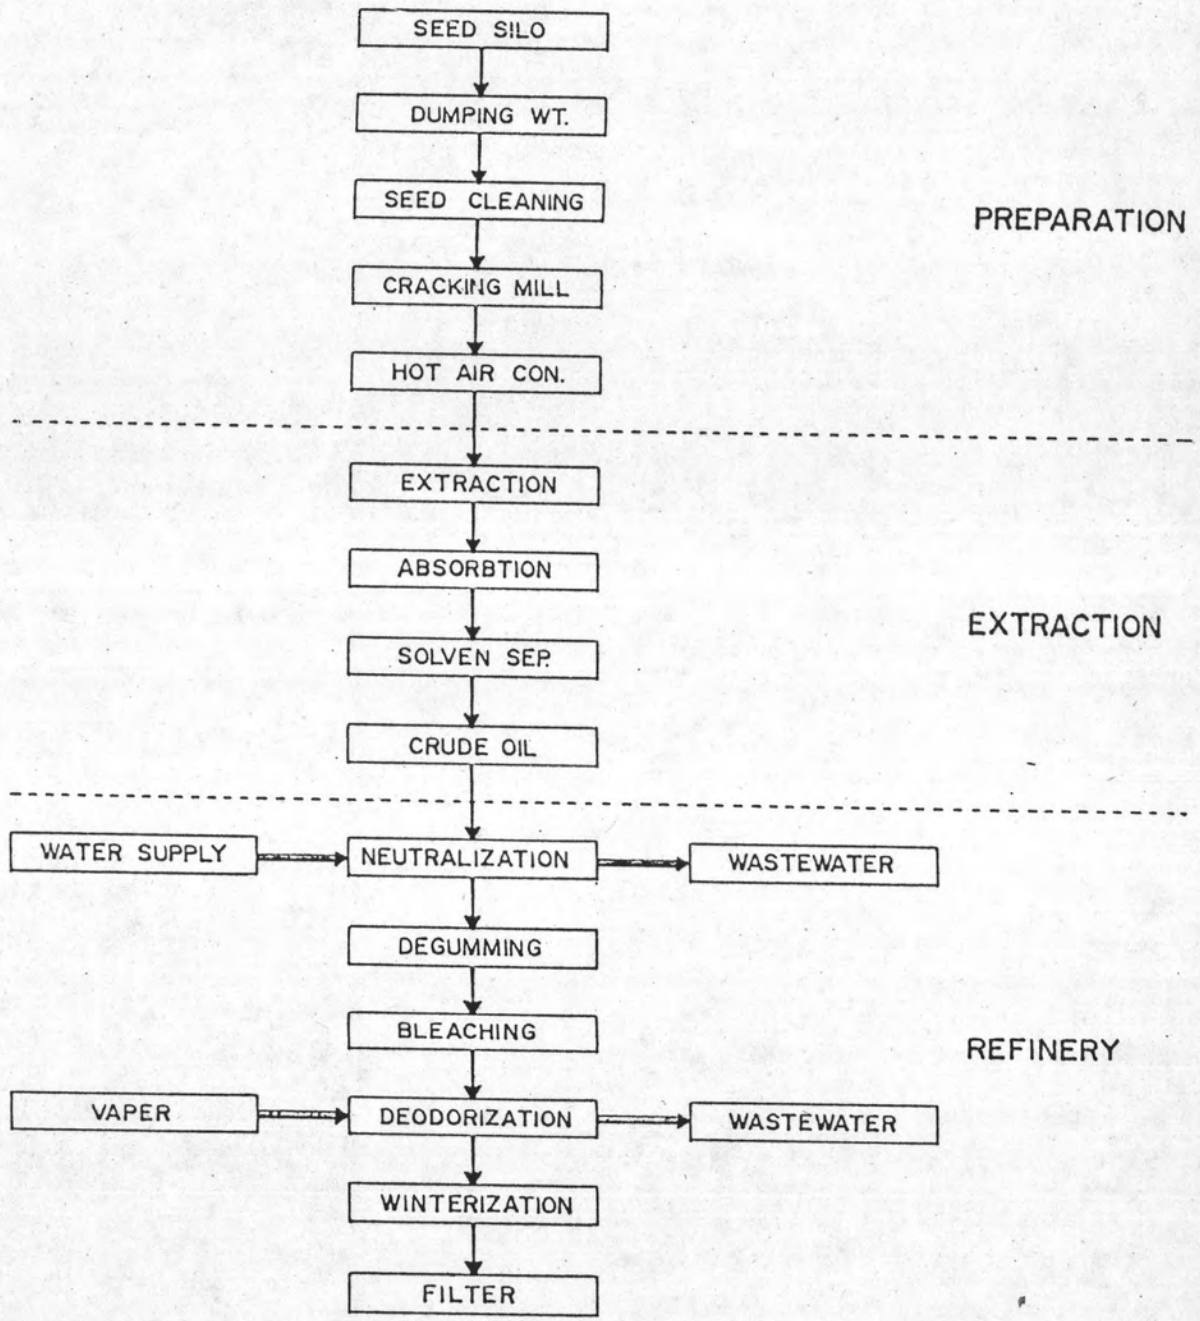 SEED SILO
DUMPING WT.
SEED CLEANING
PREPARATION
CRACKING MILL
HOT AIR CON.
EXTRACTION
ABSORBTION
EXTRACTION
SOLVEN SEP.
CRUDE OIL
WATER SUPPLY
NEUTRALIZATION
WASTEWATER
DEGUMMING
BLEACHING
REFINERY
VAPER
DEODORIZATION
WASTEWATER
WINTERIZATION
FILTER